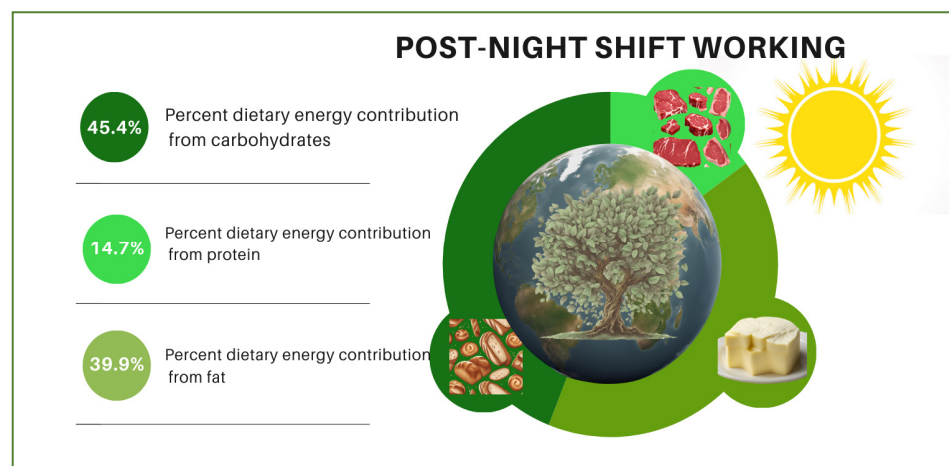 POST-NIGHT SHIFT WORKING
45.4%
Percent dietary energy contribution
from carbohydrates
14.7%
Percent dietary energy contribution
from protein
39.9%
Percent dietary energy contribution
from fat